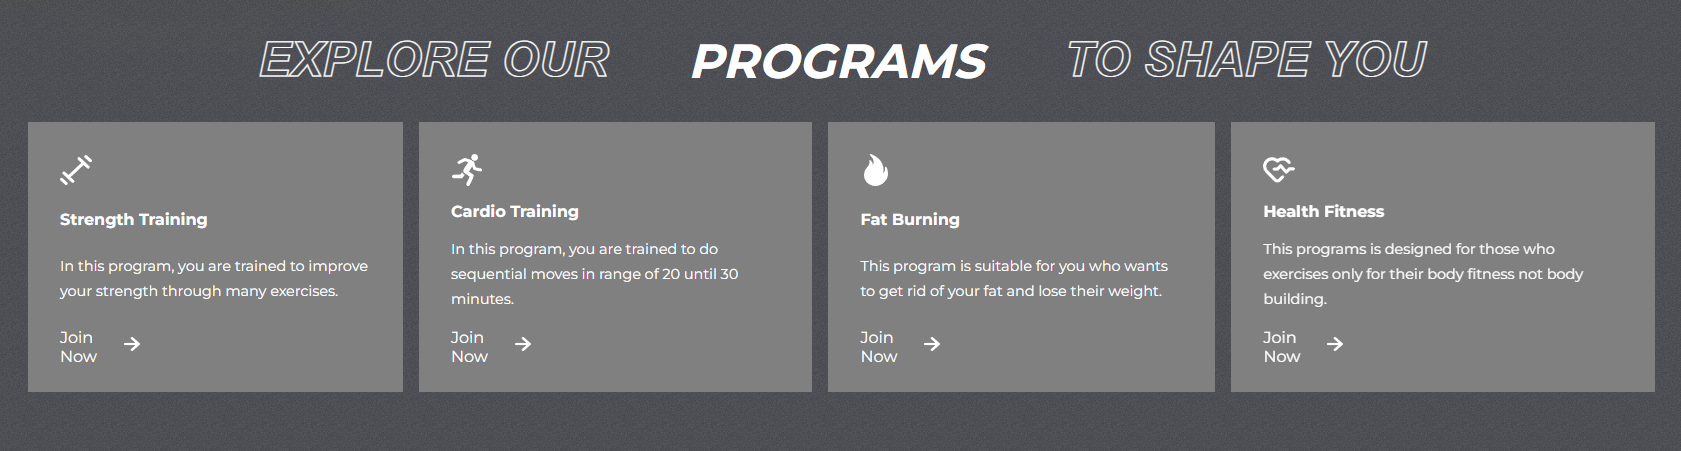 EXPLORE OUR PROGRAMS TO SHAPE YOU
Strength Training
In this program, you are trained to improve
your strength through many exercises.
Join
Now
Cardio Training
In this program, you are trained to do
sequential moves in range of 20 until 30
minutes.
Join
Now
Fat Burning
This program is suitable for you who wants
to get rid of your fat and lose their weight.
Join
Now
Health Fitness
This programs is designed for those who
exercises only for their body fitness not body
building.
Join
Now